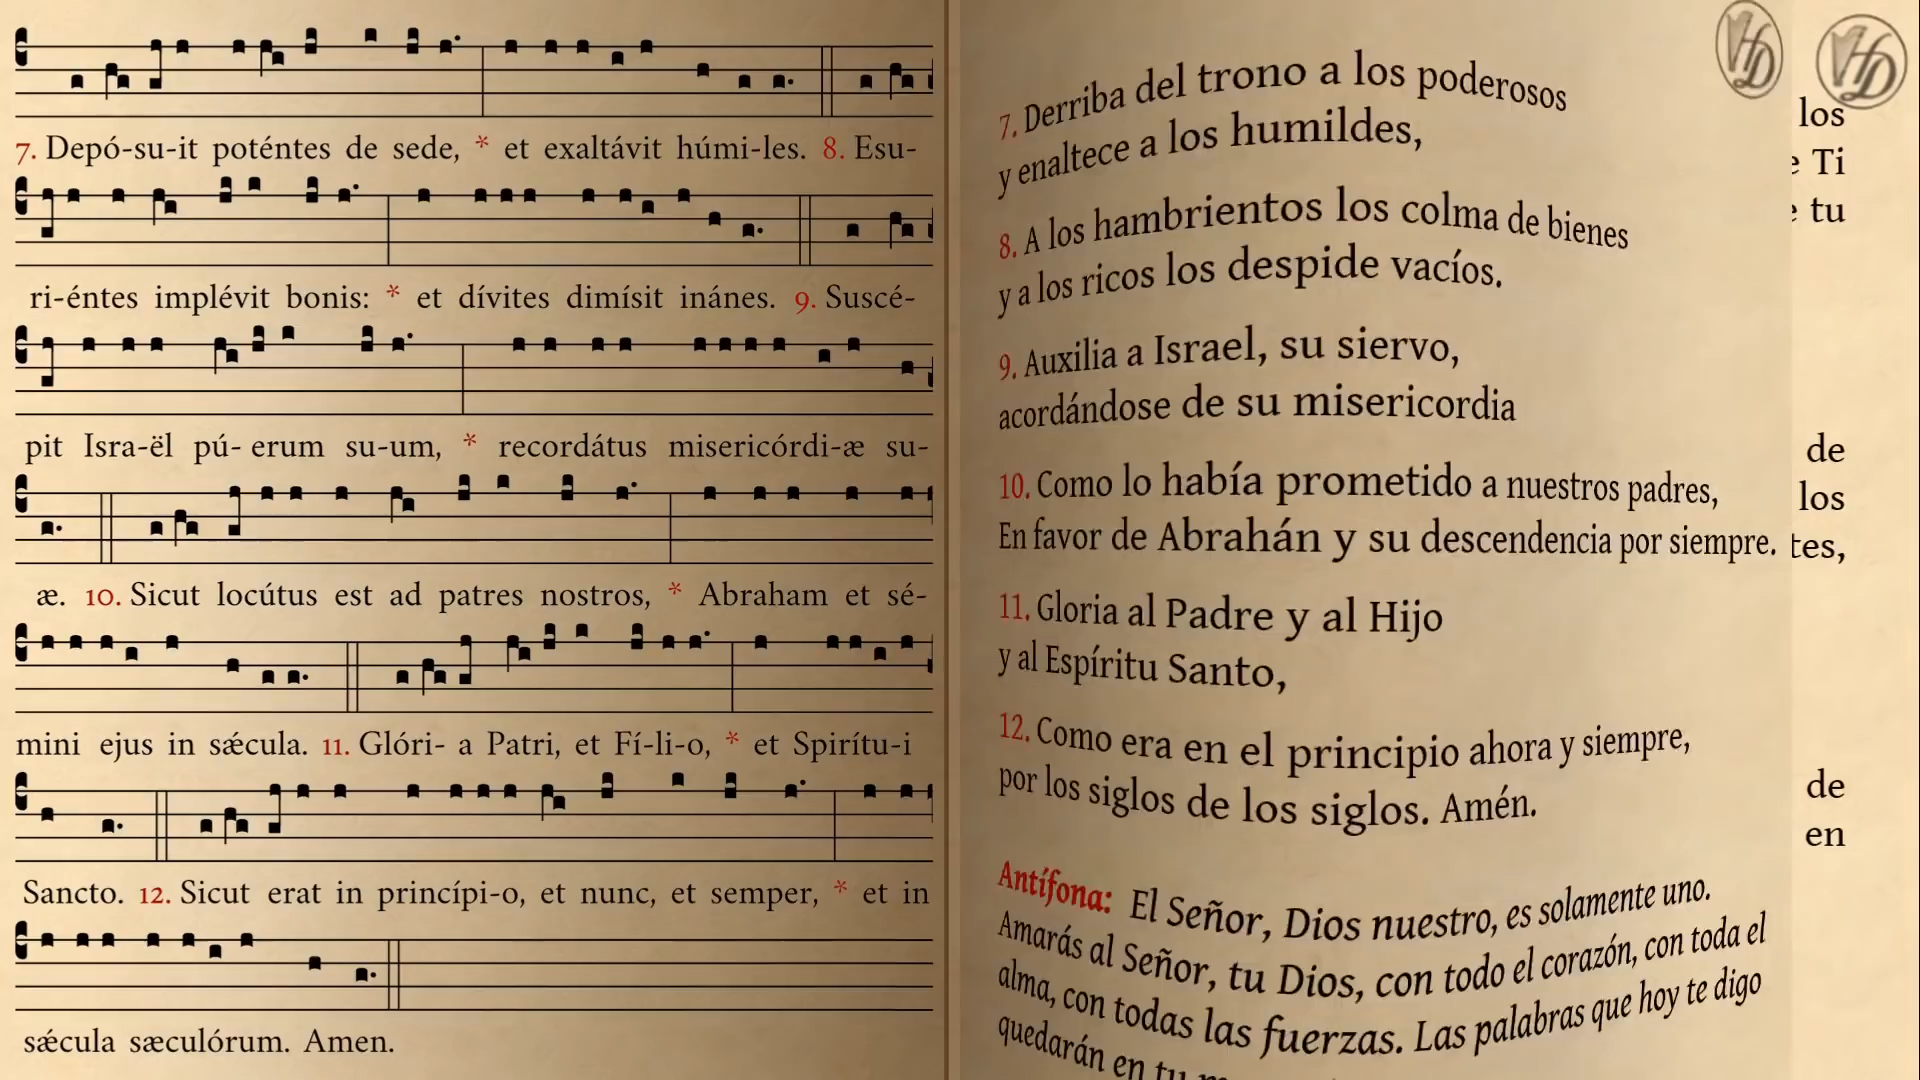 7. Depó-su-it poténtes de sede, * et exaltávit húmi-les. 8. Esu-
ri-éntes implévit bonis: * et dívites dimísit inánes. 9. Suscé-
pit Isra-ël pú- erum su-um, * recordátus misericórdi-æ su-
æ. 10. Sicut locútus est ad patres nostros, * Abraham et sé-
mini ejus in sǽcula. 11. Glóri- a Patri, et Fí-li-o, * et Spirítu-i
Sancto. 12. Sicut erat in princípi-o, et nunc, et semper, * et in
sǽcula sæculórum. Amen.
7. Derriba del trono a los poderosos
y enaltece a los humildes,
8. A los hambrientos los colma de bienes
y a los ricos los despide vacíos.
9. Auxilia a Israel, su siervo,
acordándose de su misericordia
10. Como lo había prometido a nuestros padres,
En favor de Abrahán y su descendencia por siempre.
11. Gloria al Padre y al Hijo
y al Espíritu Santo,
12. Como era en el principio ahora y siempre,
por los siglos de los siglos. Amén.
Antífona: El Señor, Dios nuestro, es solamente uno.
Amarás al Señor, tu Dios, con todo el corazón, con toda el
alma, con todas las fuerzas. Las palabras que hoy te digo
quedarán en tu
HD
HD
los
Ti
tu
de
los
tes,
de
en